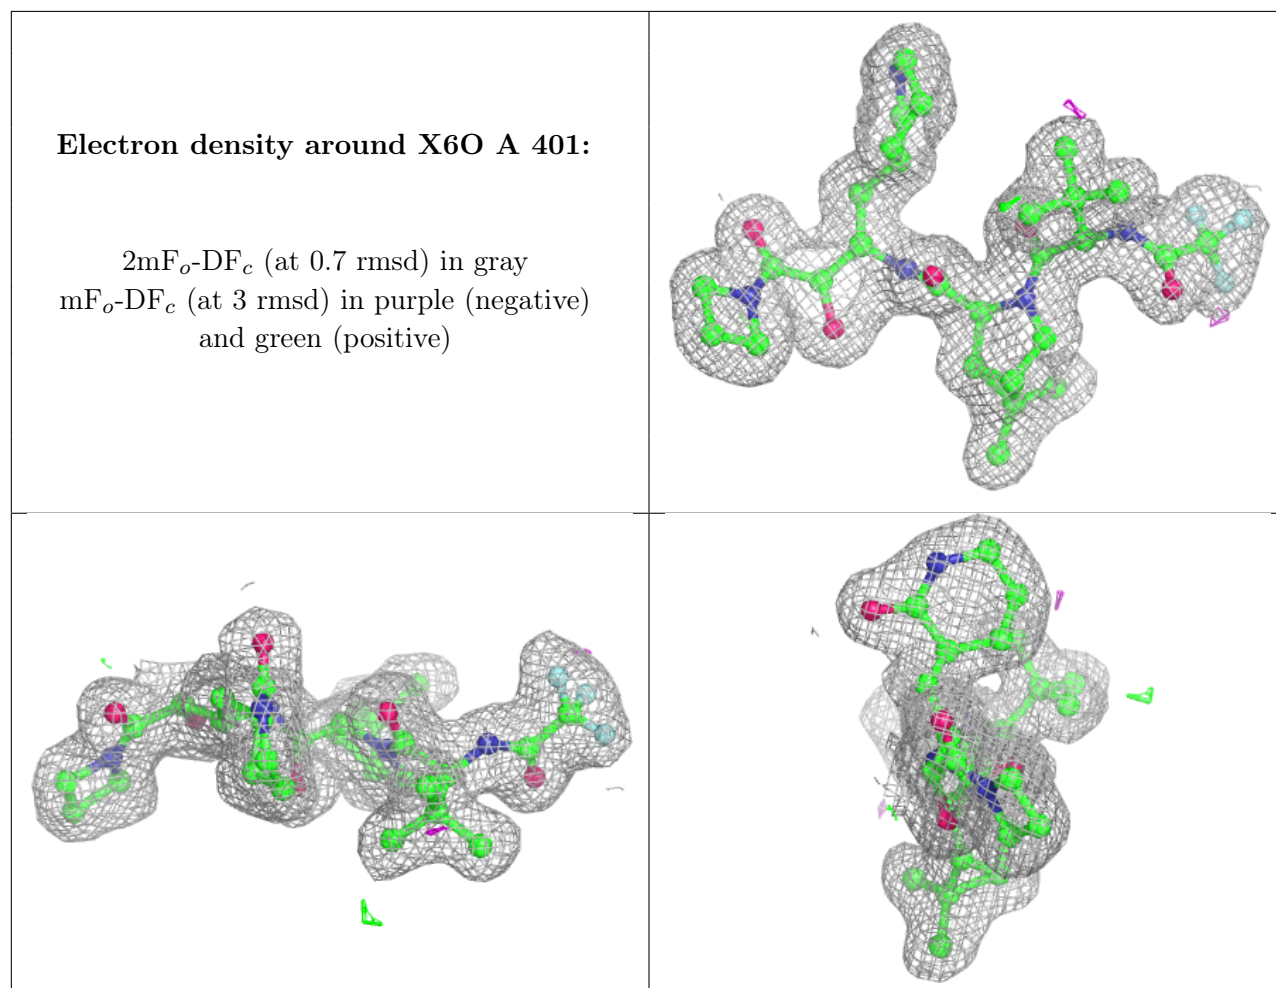 Electron density around X6O A 401:
2mFo-DFc (at 0.7 rmsd) in gray
mFo-DFc (at 3 rmsd) in purple (negative)
and green (positive)